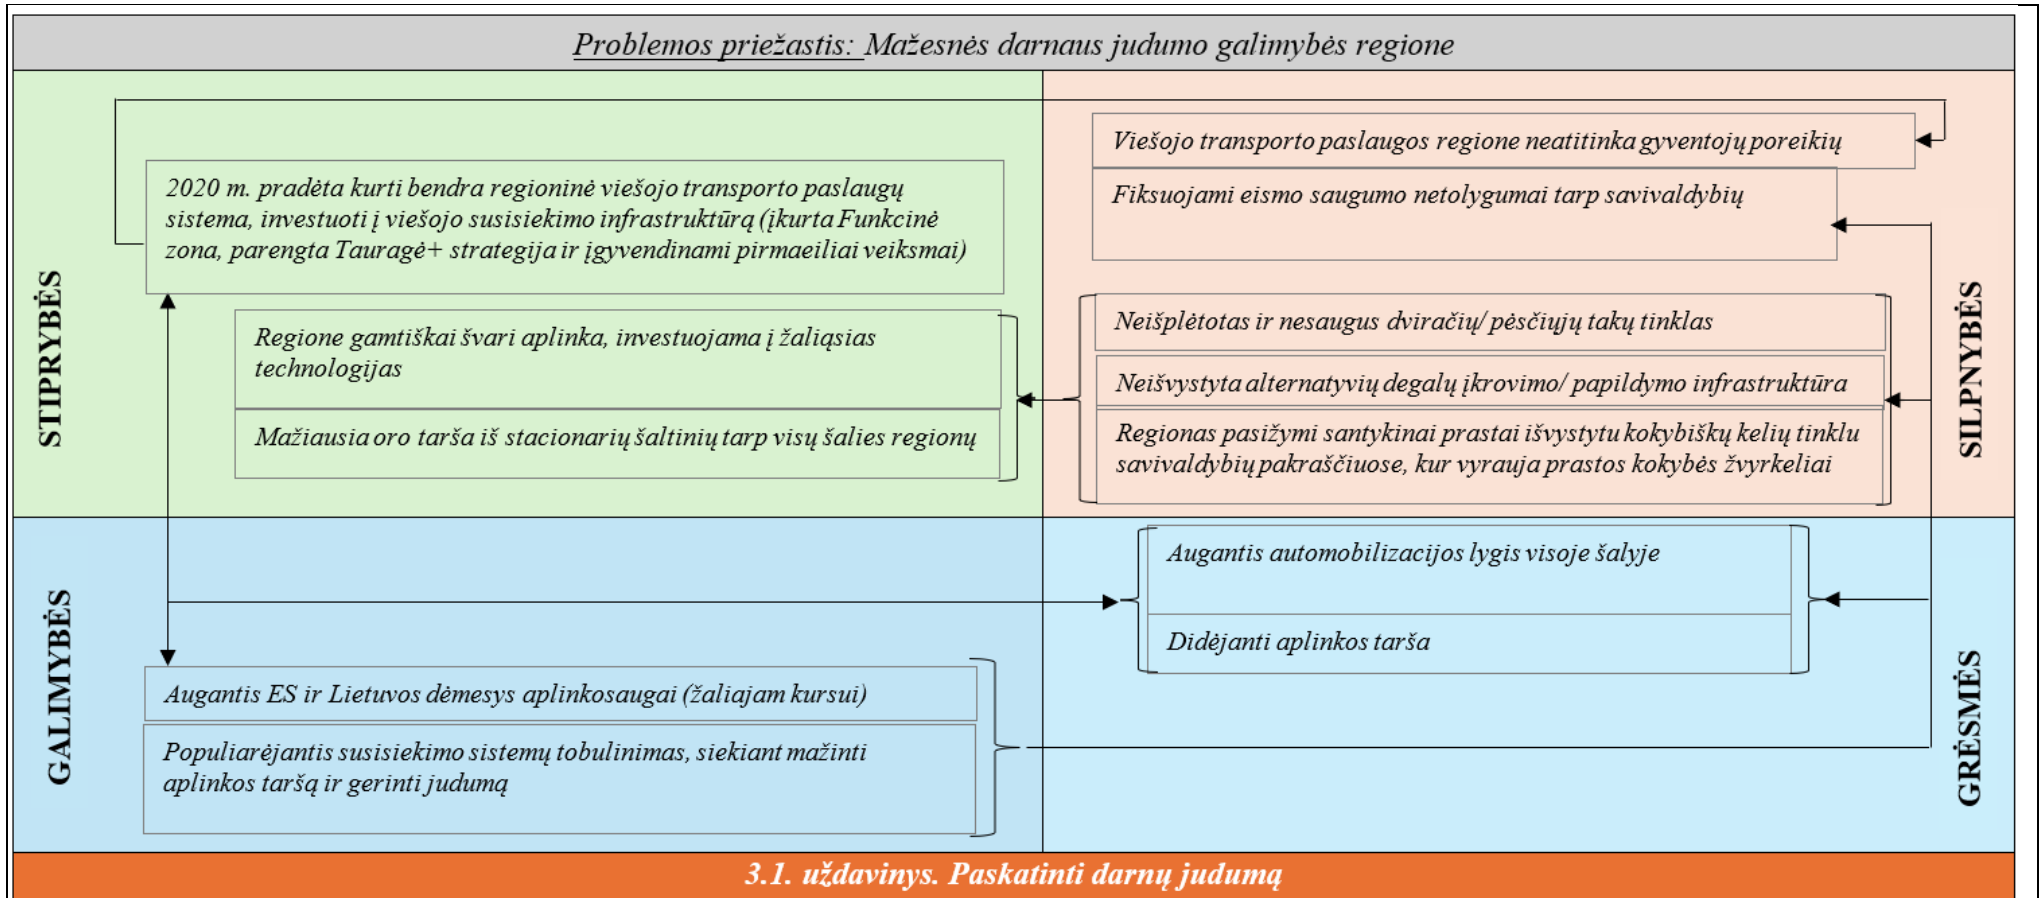 Problemos priežastis: Mažesnės darnaus judumo galimybės regione
STIPRYBĖS
2020 m. pradėta kurti bendra regioninė viešojo transporto paslaugų
sistema, investuoti į viešojo susisiekimo infrastruktūrą (įkurta Funkcinė
zona, parengta Tauragė+ strategija ir įgyvendinami pirmaeiliai veiksmai)
Regione gamtiškai švari aplinka, investuojama į žaliąsias
technologijas
Mažiausia oro tarša iš stacionarių šaltinių tarp visų šalies regionų
SILPNYBĖS
Viešojo transporto paslaugos regione neatitinka gyventojų poreikių
Fiksuojami eismo saugumo netolygumai tarp savivaldybių
Neišplėtotas ir nesaugus dviračių/ pėsčiųjų takų tinklas
Neišvystyta alternatyvių degalų įkrovimo/ papildymo infrastruktūra
Regionas pasižymi santykinai prastai išvystytu kokybiškų kelių tinklu
savivaldybių pakraščiuose, kur vyrauja prastos kokybės žvyrkeliai
GALIMYBĖS
Augantis ES ir Lietuvos dėmesys aplinkosaugai (žaliajam kursui)
Populiarėjantis susisiekimo sistemų tobulinimas, siekiant mažinti
aplinkos taršą ir gerinti judumą
GRĖSMĖS
Augantis automobilizacijos lygis visoje šalyje
Didėjanti aplinkos tarša
3.1. uždavinys. Paskatinti darnų judumą